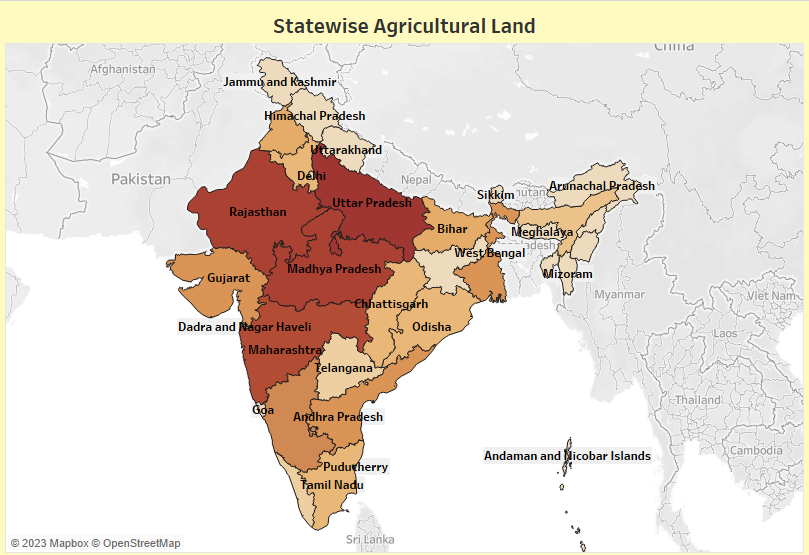 Statewise Agricultural Land
China
Afghanistan
Jammu and Kashmir
Himachal Pradesh
Uttarakhand
Pakistan
Delhi
Nepal
Sikkim
Arunachal Pradesh
Rajasthan
Uttar Pradesh
Bihar
Meghalaya
West Bengal
Madhya Pradesh
Gujarat
Mizoram
Myanmar
Viet Nam
Chhattisgarh
Dadra and Nagar Haveli
Odisha
Laos
Maharashtra
Telangana
Thailand
Goa
Andhra Pradesh
Cambodia
Andaman and Nicobar Islands
Puducherry
Tamil Nadu
Sri Lanka
© 2023 Mapbox © OpenStreetMap